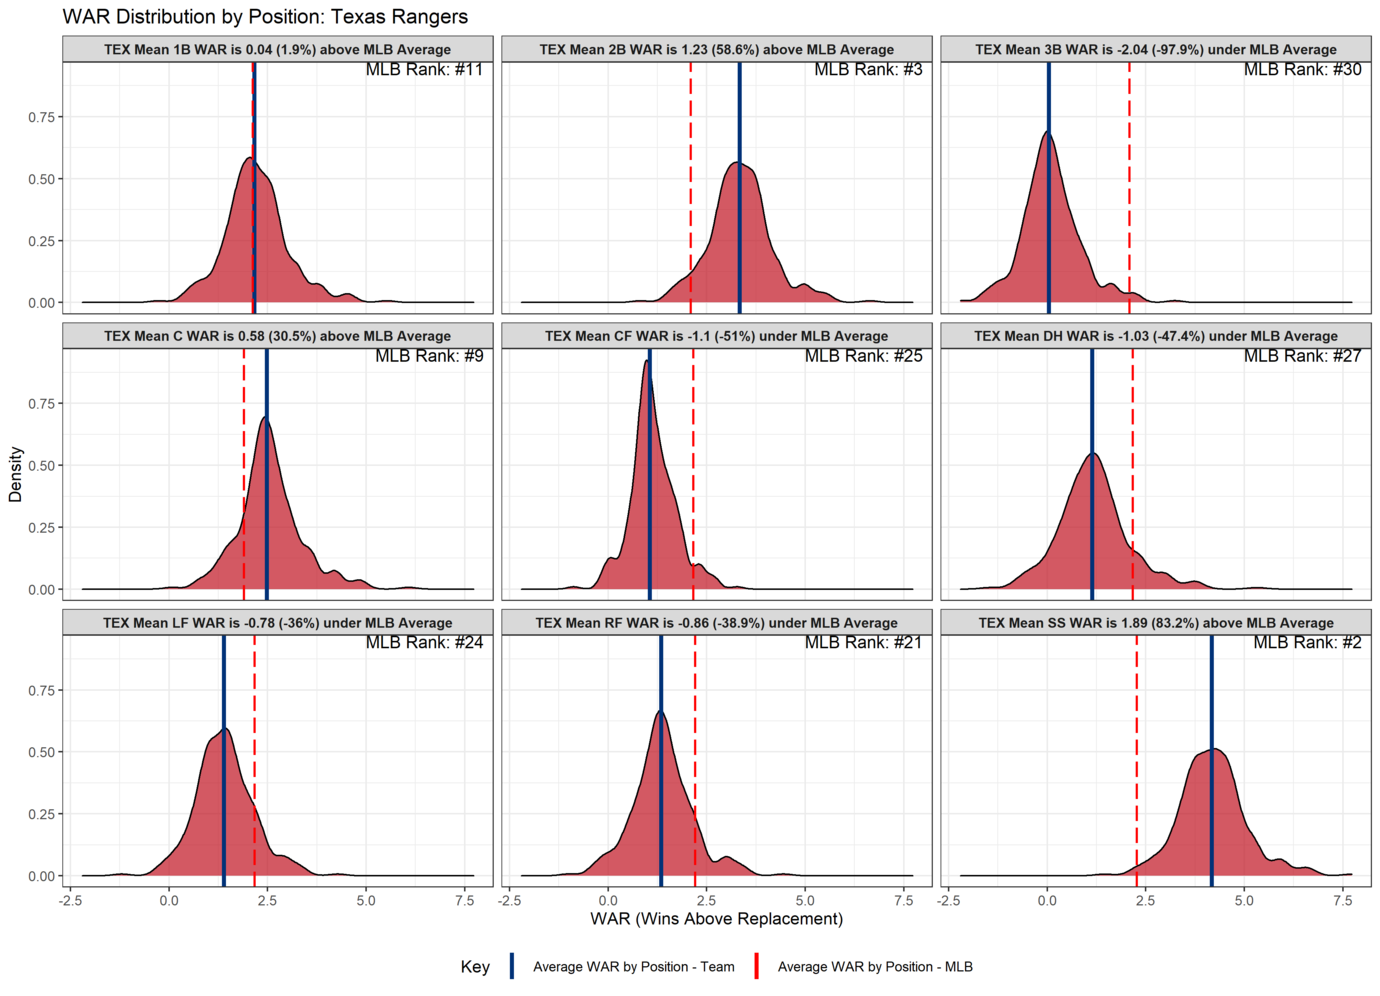 WAR Distribution by Position: Texas Rangers
TEX Mean 1B WAR is 0.04 (1.9%) above MLB Average
TEX Mean 2B WAR is 1.23 (58.6%) above MLB Average
TEX Mean 3B WAR is -2.04 (-97.9%) under MLB Average
MLB Rank: #11
MLB Rank: #3
MLB Rank: #30
0.75
0.50
0.25
0.00
TEX Mean C WAR is 0.58 (30.5%) above MLB Average
TEX Mean CF WAR is -1.1 (-51%) under MLB Average
TEX Mean DH WAR is -1.03 (-47.4%) under MLB Average
MLB Rank: #9
MLB Rank: #25
MLB Rank: #27
0.75
0.50
0.25
0.00
Density
TEX Mean LF WAR is -0.78 (-36%) under MLB Average
TEX Mean RF WAR is -0.86 (-38.9%) under MLB Average
TEX Mean SS WAR is 1.89 (83.2%) above MLB Average
MLB Rank: #24
MLB Rank: #21
MLB Rank: #2
0.75
0.50
0.25
0.00
-2.5 0.0 2.5 5.0 7.5
-2.5 0.0 2.5 5.0 7.5
-2.5 0.0 2.5 5.0 7.5
WAR (Wins Above Replacement)
Key Average WAR by Position - Team Average WAR by Position - MLB